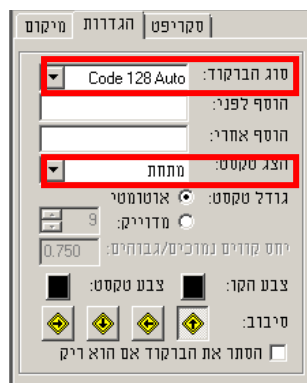 מיקום הגדרות סקריפט
סוג הברקוד: Code 128 Auto
הוסף לפני:
הוסף אחרי:
הצג טקסט: מתחת
גודל טקסט: אוטומטי
מדוייק: 9
יחס קווים נמוכים/גבוהים: 0.750
צבע הקו: צבע טקסט:
סיבוב:
הסתר את הברקוד אם הוא ריק